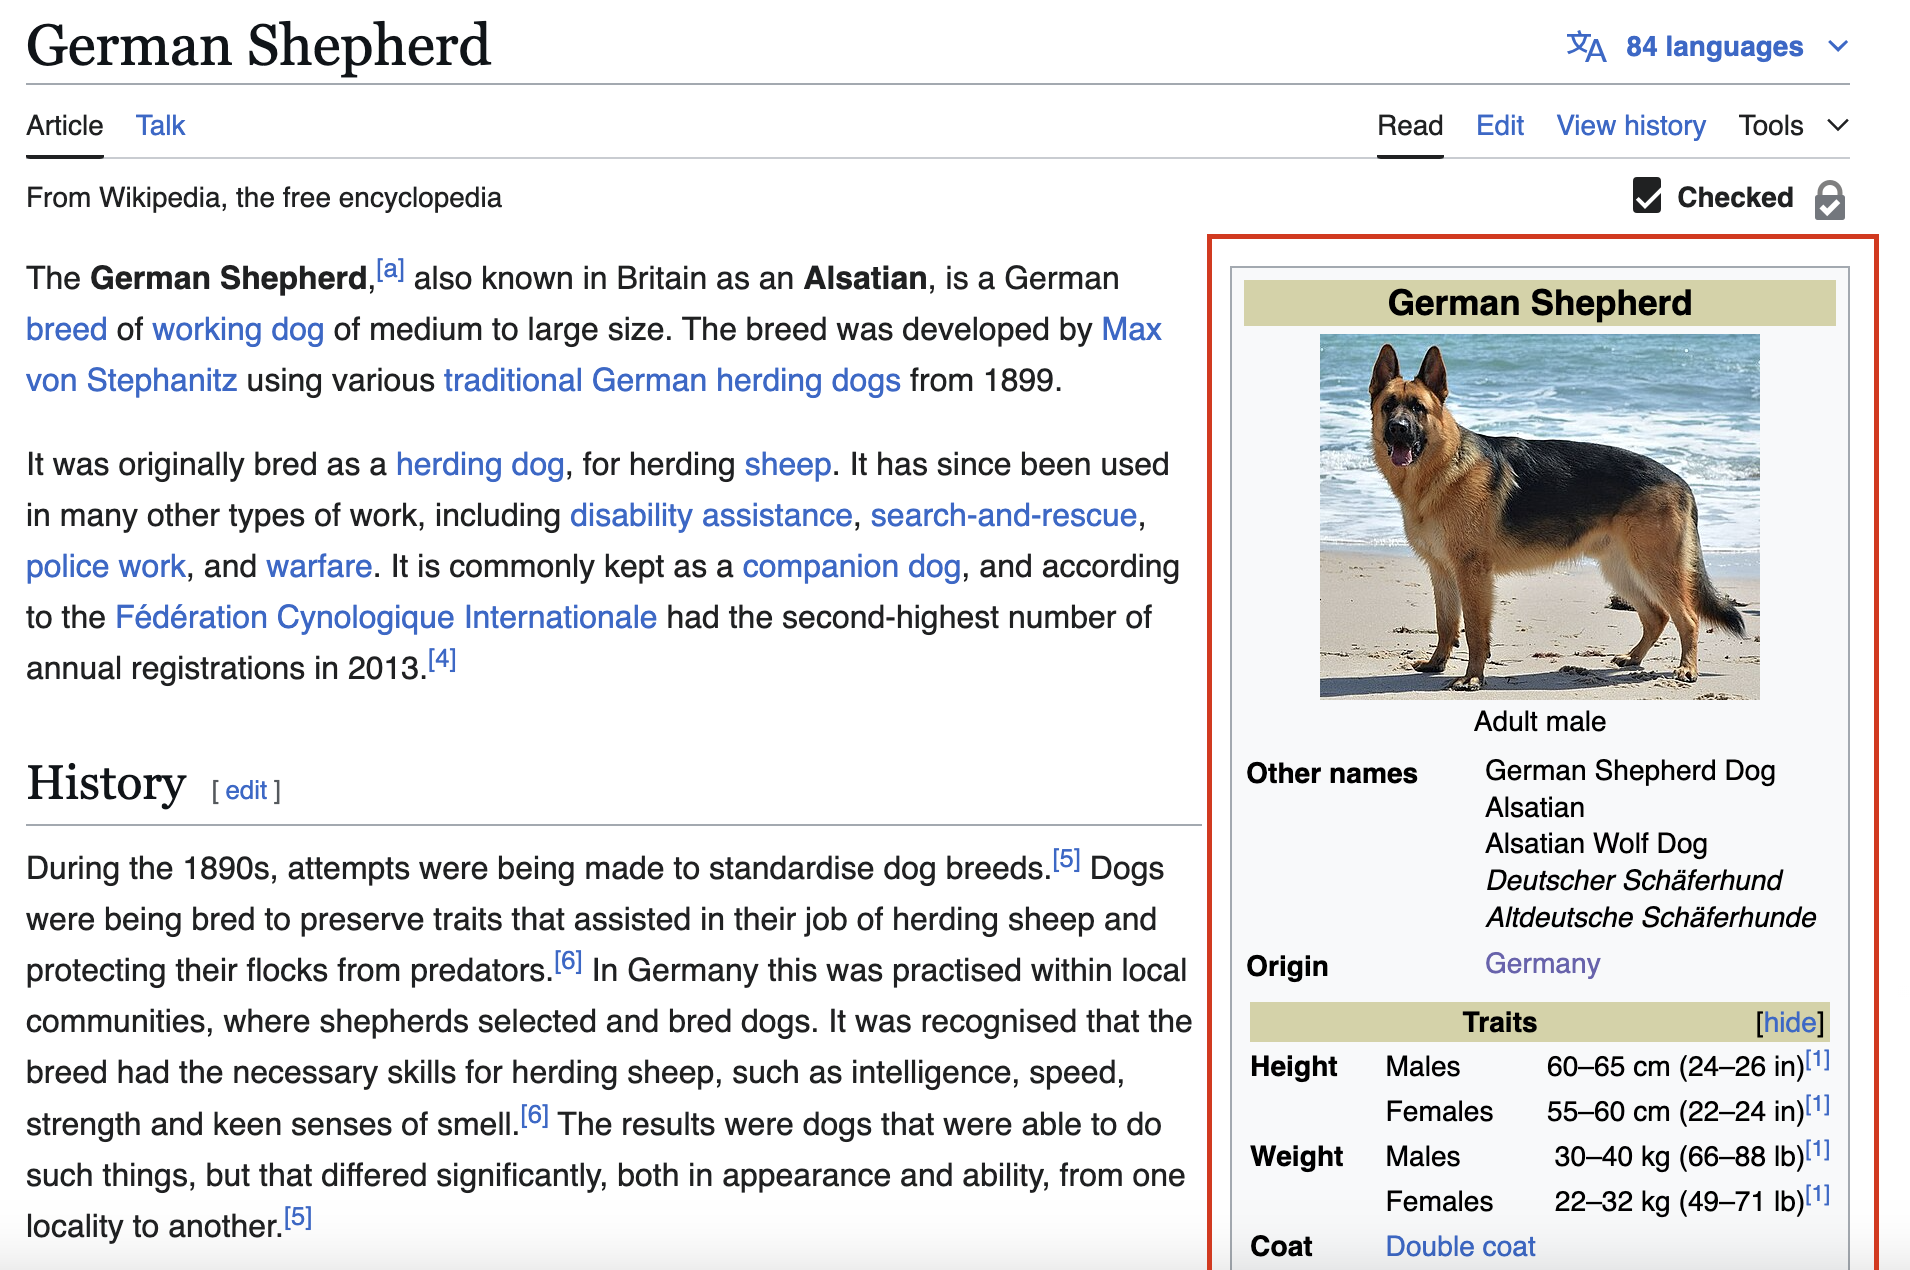 German Shepherd
84 languages
Article Talk
Read Edit View history Tools
From Wikipedia, the free encyclopedia
Checked
The German Shepherd,[a] also known in Britain as an Alsatian, is a German
breed of working dog of medium to large size. The breed was developed by Max
von Stephanitz using various traditional German herding dogs from 1899.
It was originally bred as a herding dog, for herding sheep. It has since been used
in many other types of work, including disability assistance, search-and-rescue,
police work, and warfare. It is commonly kept as a companion dog, and according
to the Fédération Cynologique Internationale had the second-highest number of
annual registrations in 2013.[4]
History [ edit ]
During the 1890s, attempts were being made to standardise dog breeds.[5] Dogs
were being bred to preserve traits that assisted in their job of herding sheep and
protecting their flocks from predators.[6] In Germany this was practised within local
communities, where shepherds selected and bred dogs. It was recognised that the
breed had the necessary skills for herding sheep, such as intelligence, speed,
strength and keen senses of smell.[6] The results were dogs that were able to do
such things, but that differed significantly, both in appearance and ability, from one
locality to another.[5]
German Shepherd
Adult male
Other names German Shepherd Dog
Alsatian
Alsatian Wolf Dog
Deutscher Schäferhund
Altdeutsche Schäferhunde
Origin Germany
Traits [hide]
Height Males 60–65 cm (24–26 in)[1]
Females 55–60 cm (22–24 in)[1]
Weight Males 30–40 kg (66–88 lb)[1]
Females 22–32 kg (49–71 lb)[1]
Coat Double coat